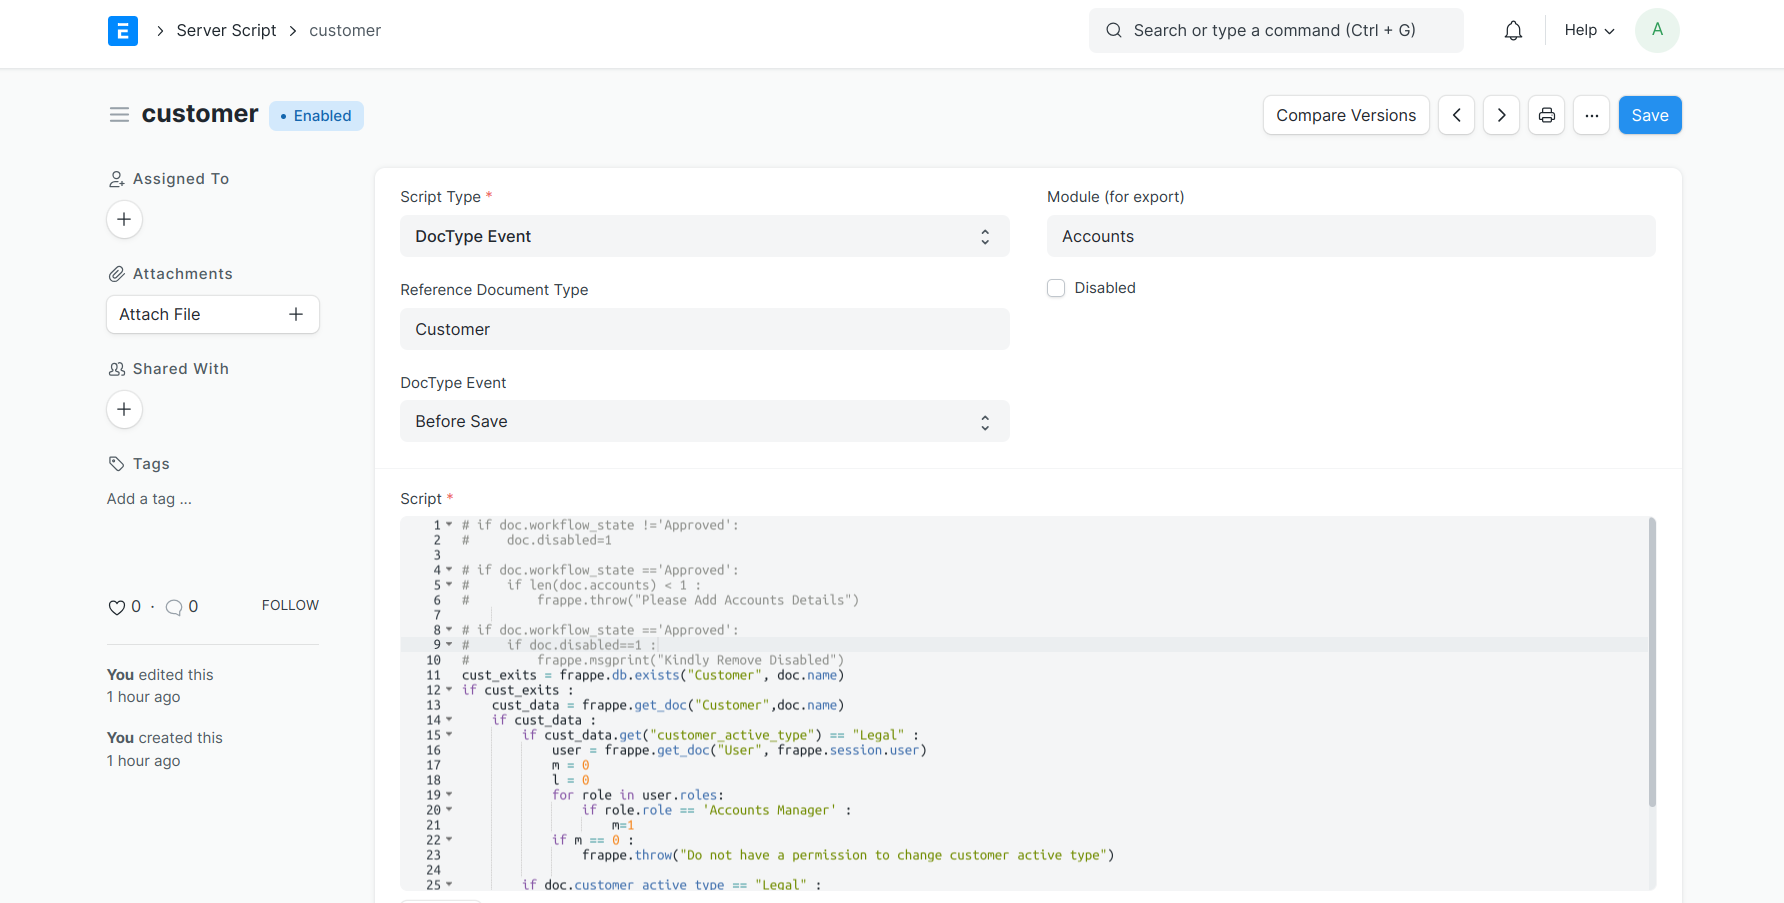 E
Server Script
customer
Search or type a command (Ctrl + G)
Help
A
customer
Enabled
Compare Versions
...
Save
Assigned To
Attachments
Attach File
Shared With
Tags
Add a tag ...
0 · 0
FOLLOW
You edited this
1 hour ago
You created this
1 hour ago
Script Type *
DocType Event
Module (for export)
Accounts
Reference Document Type
Customer
Disabled
DocType Event
Before Save
Script *
1 # if doc.workflow_state !='Approved':
2 #     doc.disabled=1
3
4 # if doc.workflow_state =='Approved':
5 #     if len(doc.accounts) < 1 :
6 #         frappe.throw("Please Add Accounts Details")
7
8 # if doc.workflow_state =='Approved':
9 #     if doc.disabled==1 :
10 #         frappe.msgprint("Kindly Remove Disabled")
11 cust_exits = frappe.db.exists("Customer", doc.name)
12 if cust_exits :
13     cust_data = frappe.get_doc("Customer",doc.name)
14     if cust_data :
15         if cust_data.get("customer_active_type") == "Legal" :
16             user = frappe.get_doc("User", frappe.session.user)
17             m = 0
18             l = 0
19             for role in user.roles:
20                 if role.role == 'Accounts Manager' :
21                     m=1
22             if m == 0 :
23                 frappe.throw("Do not have a permission to change customer active type")
24
25         if doc.customer_active_type == "Legal" :